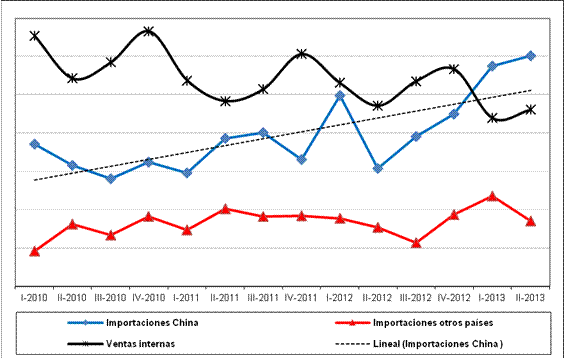 I-2010 II-2010 III-2010 IV-2010 I-2011 II-2011 III-2011 IV-2011 I-2012 II-2012 III-2012 IV-2012 I-2013 II-2013
Importaciones China Importaciones otros países
Ventas internas Lineal (Importaciones China )